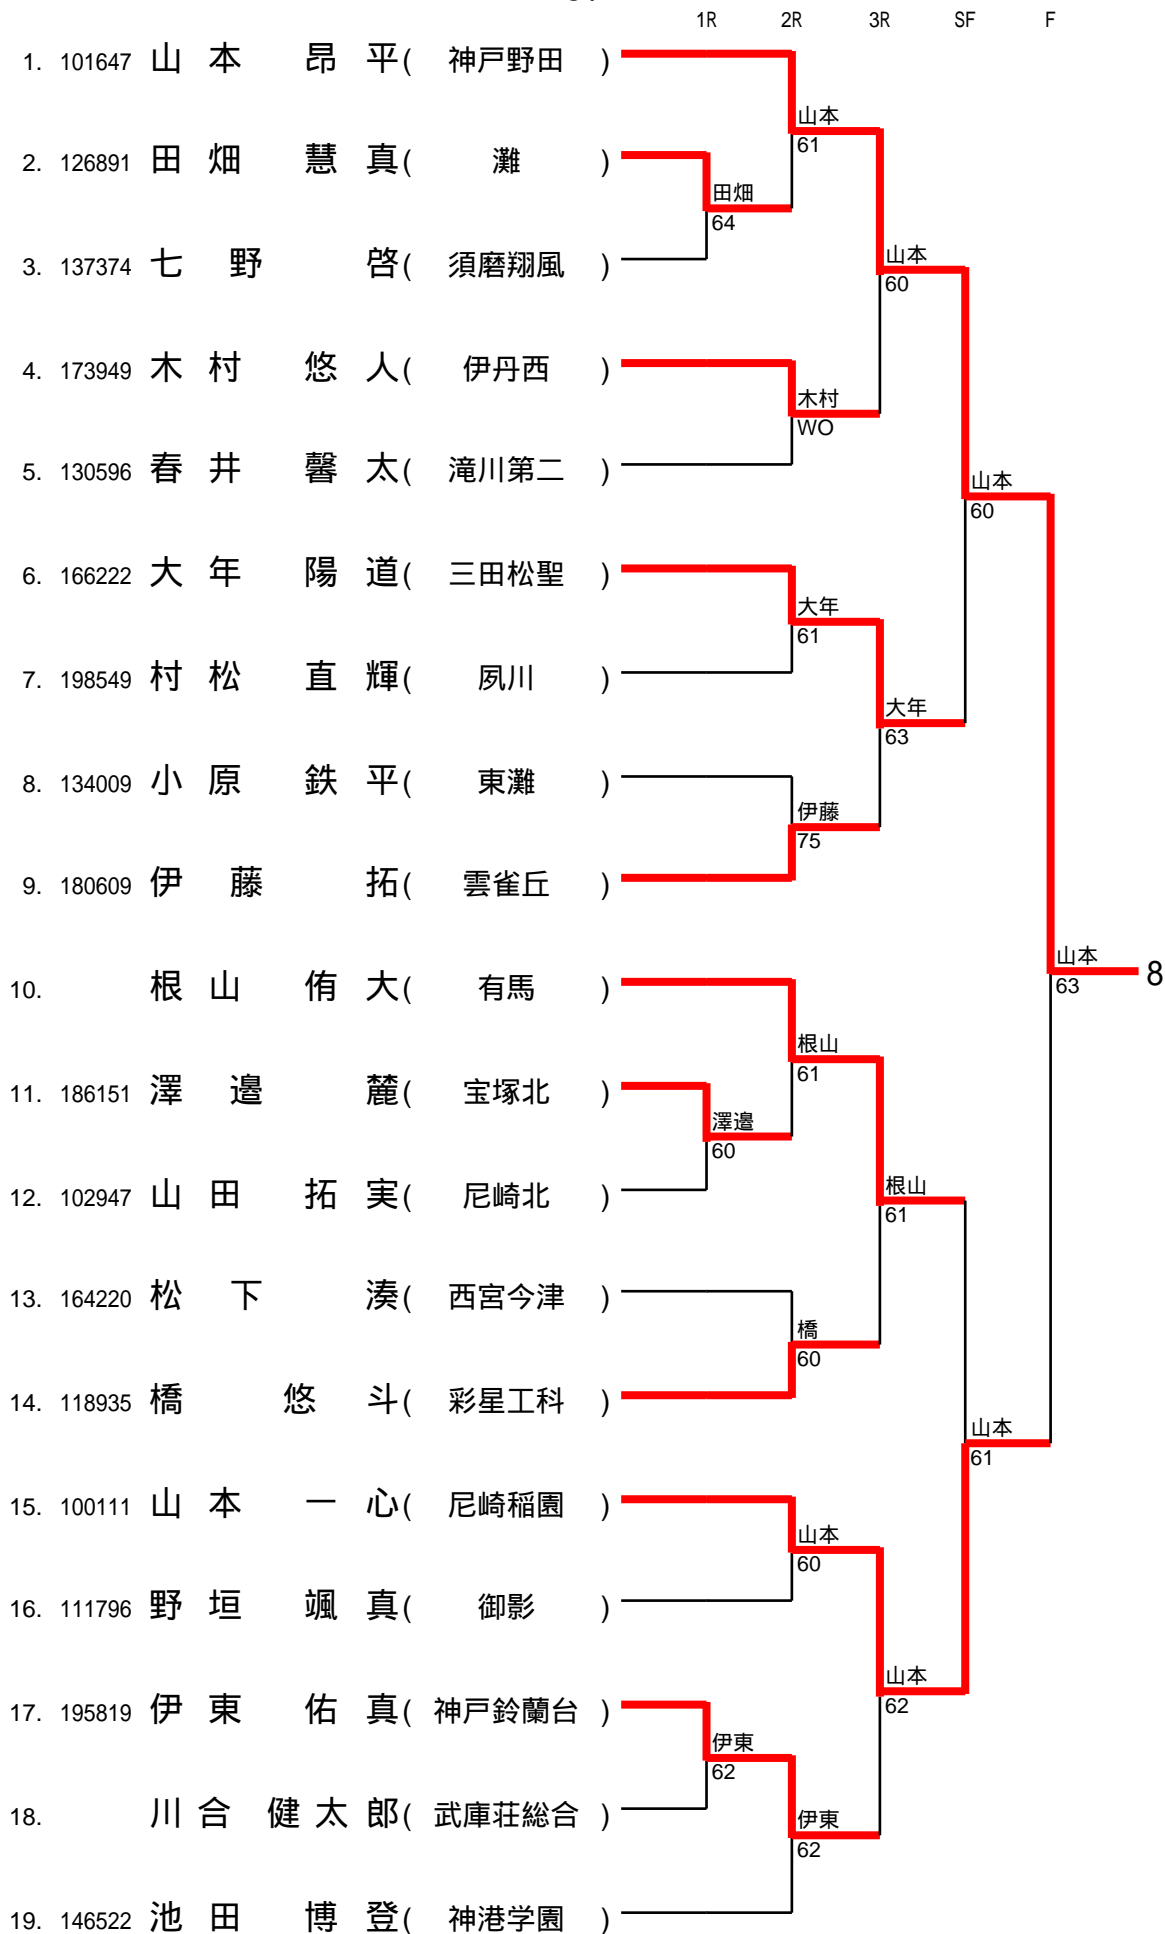 1R 2R 3R SF F
1. 101647 山本 昂平( 神戸野田 )
山本
61
2. 126891 田畑 慧真( 灘 )
田畑
64
3. 137374 七野 啓( 須磨翔風 )
山本
60
4. 173949 木村 悠人( 伊丹西 )
木村
WO
5. 130596 春井 馨太( 滝川第二 )
山本
60
6. 166222 大年 陽道( 三田松聖 )
大年
61
7. 198549 村松 直輝( 夙川 )
大年
63
8. 134009 小原 鉄平( 東灘 )
伊藤
75
9. 180609 伊藤 拓( 雲雀丘 )
山本
63
8
10. 根山 侑大( 有馬 )
根山
61
11. 186151 澤邉 麓( 宝塚北 )
澤邉
60
12. 102947 山田 拓実( 尼崎北 )
根山
61
13. 164220 松下 湊( 西宮今津 )
橋
60
14. 118935 橋 悠斗( 彩星工科 )
山本
61
15. 100111 山本 一心( 尼崎稲園 )
山本
60
16. 111796 野垣 颯真( 御影 )
山本
62
17. 195819 伊東 佑真( 神戸鈴蘭台 )
伊東
62
18. 川合 健太郎( 武庫荘総合 )
伊東
62
19. 146522 池田 博登( 神港学園 )